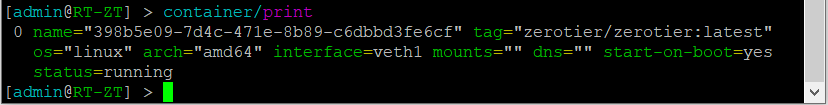 [admin@RT-ZT] > container/print
0 name="398b5e09-7d4c-471e-8b89-c6dbbd3fe6cf" tag="zerotier/zerotier:latest"
os="linux" arch="amd64" interface=veth1 mounts="" dns="" start-on-boot=yes
status=running
[admin@RT-ZT] >